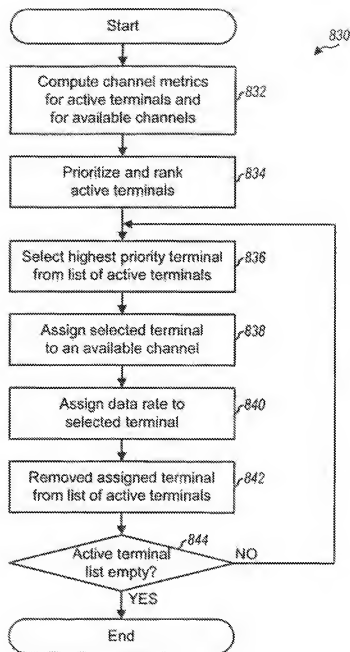 Start
830
Compute channel metrics
for active terminals and
for available channels
832
Prioritize and rank
active terminals
834
Select highest priority terminal
from list of active terminals
836
Assign selected terminal
to an available channel
838
Assign data rate to
selected terminal
840
Removed assigned terminal
from list of active terminals
842
844
Active terminal
list empty?
NO
YES
End